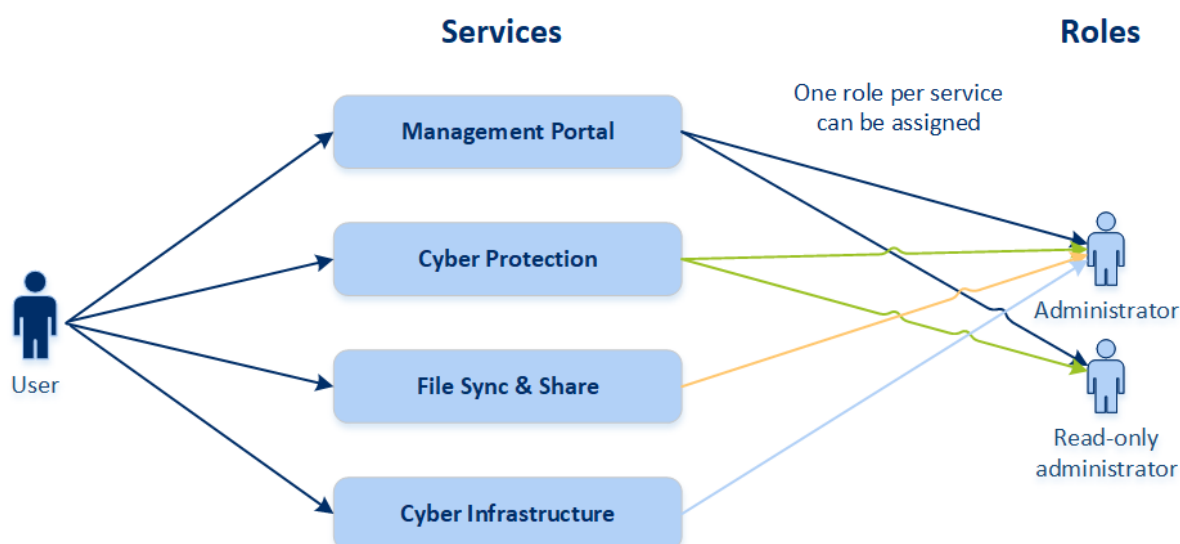 Services
Roles
One role per service
can be assigned
Management Portal
Cyber Protection
User
File Sync & Share
Cyber Infrastructure
Administrator
Read-only
administrator